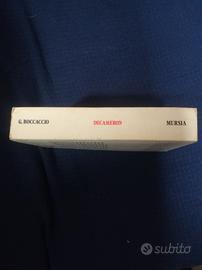 G. BOCCACCIO DECAMERON MURSIA
subito